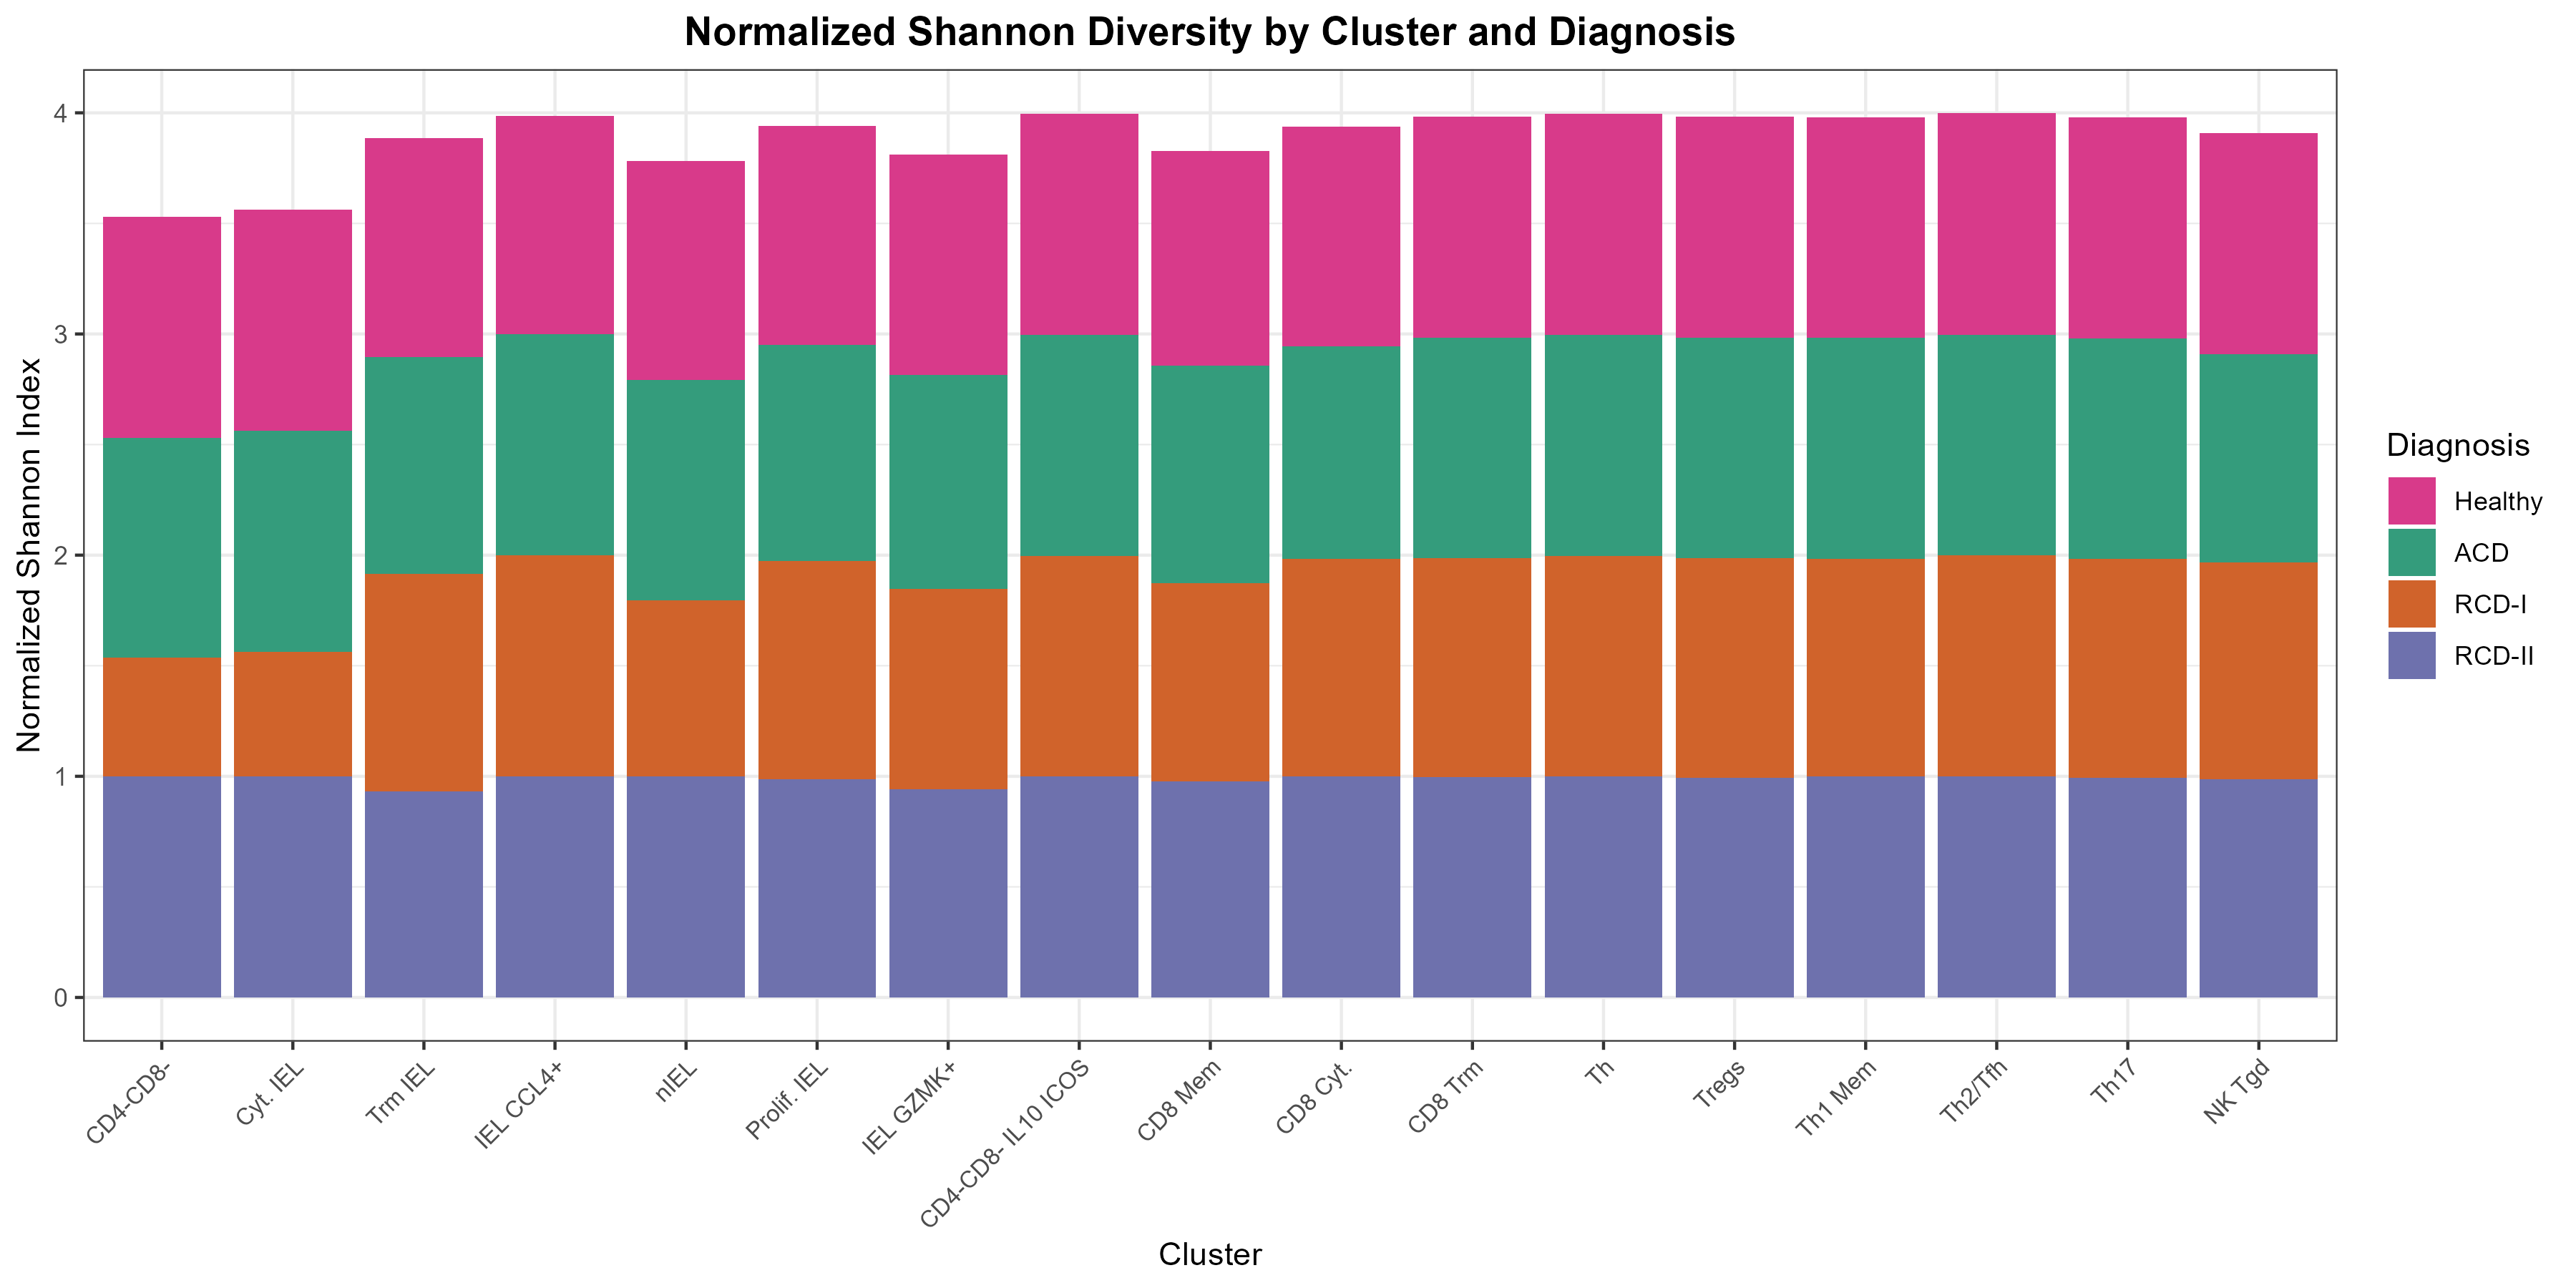 Normalized Shannon Diversity by Cluster and Diagnosis
Normalized Shannon Index
4
3
2
1
0
CD4-CD8-
Cyt. IEL
Trm IEL
IEL CCL4+
nIEL
Prolif. IEL
IEL GZMK+
CD4-CD8- IL10 ICOS
CD8 Mem
CD8 Cyt.
CD8 Trm
Th
Tregs
Th1 Mem
Th2/Tfh
Th17
NK Tgd
Cluster
Diagnosis
Healthy
ACD
RCD-I
RCD-II